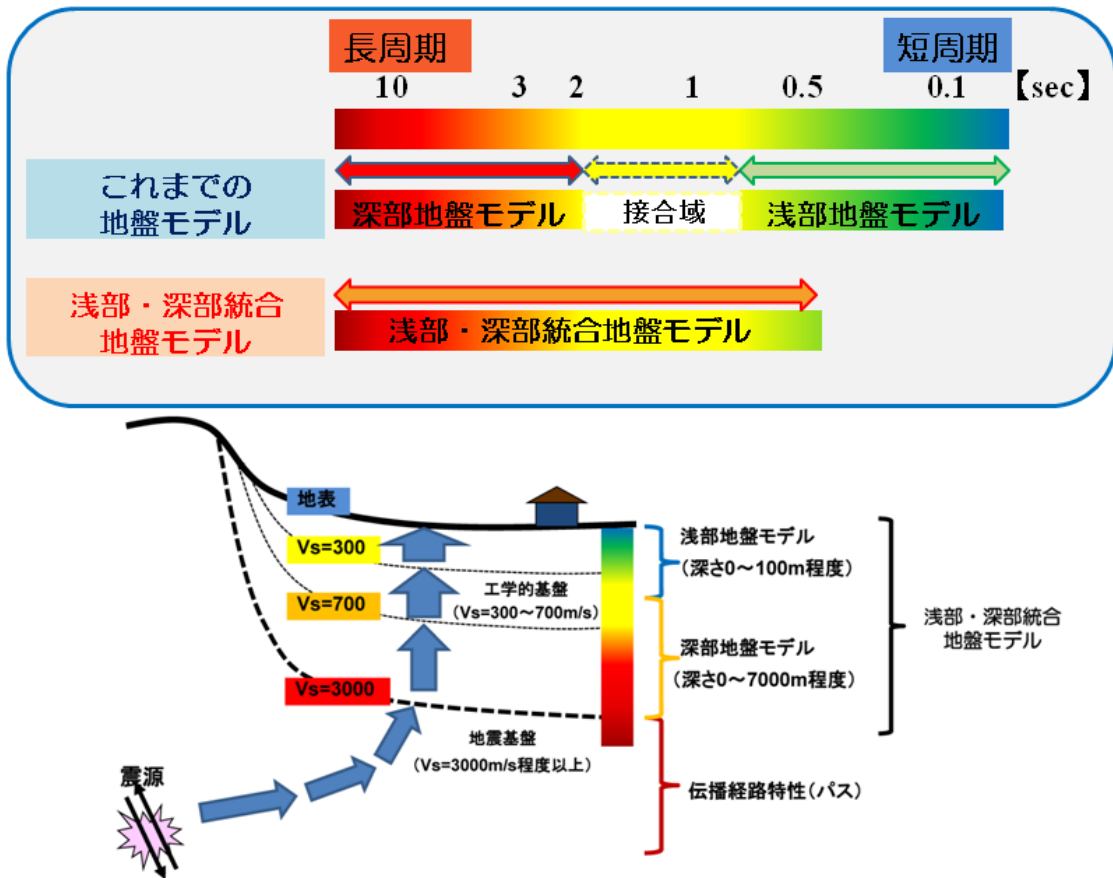 長周期
短周期
10 3 2 1 0.5 0.1 【sec】
これまでの
地盤モデル
深部地盤モデル
接合域
浅部地盤モデル
浅部・深部統合
地盤モデル
浅部・深部統合地盤モデル
地表
Vs=300
工学的基盤
(Vs=300～700m/s)
Vs=700
Vs=3000
地震基盤
(Vs=3000m/s程度以上)
震源
浅部地盤モデル
(深さ0～100m程度)
深部地盤モデル
(深さ0～7000m程度)
伝播経路特性(パス)
浅部・深部統合
地盤モデル